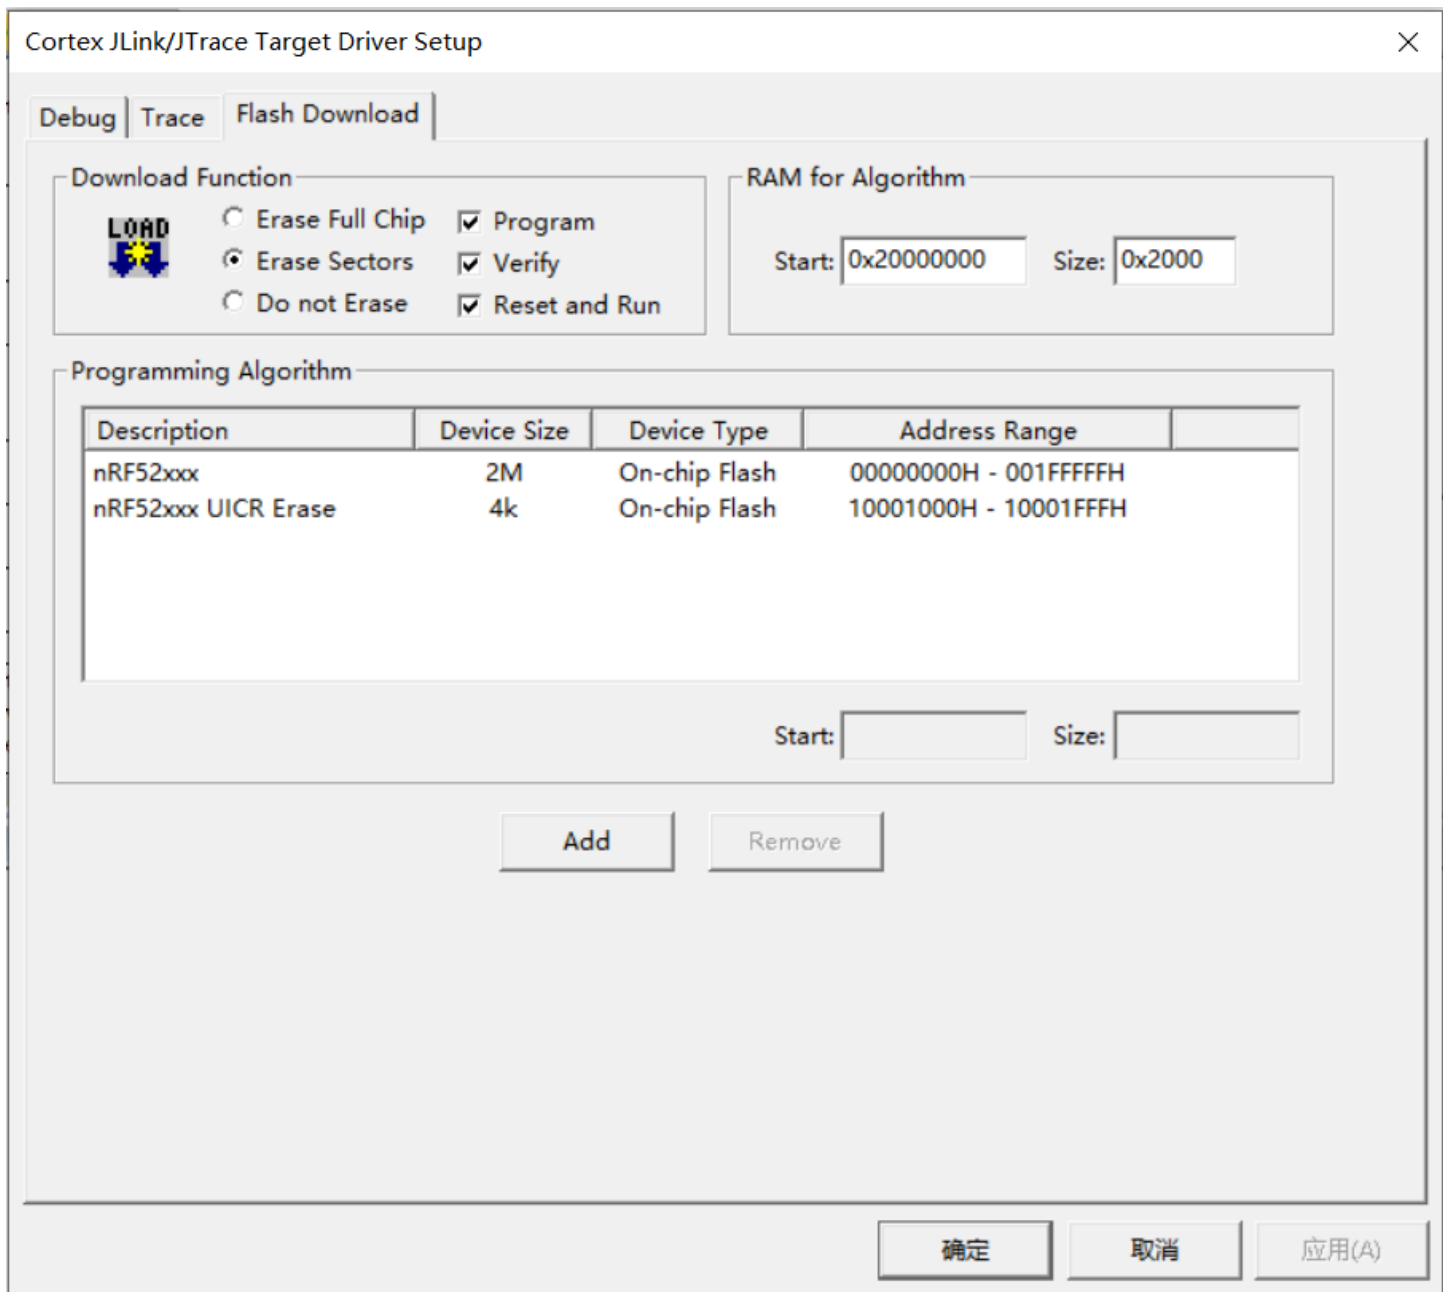 Cortex JLink/JTrace Target Driver Setup
Debug Trace Flash Download
Download Function
LOAD
Erase Full Chip
Erase Sectors
Do not Erase
Program
Verify
Reset and Run
RAM for Algorithm
Start: 0x20000000 Size: 0x2000
Programming Algorithm
Description Device Size Device Type Address Range
nRF52xxx 2M On-chip Flash 00000000H - 001FFFFFH
nRF52xxx UICR Erase 4k On-chip Flash 10001000H - 10001FFFH
Start: Size:
Add Remove
确定 取消 应用(A)